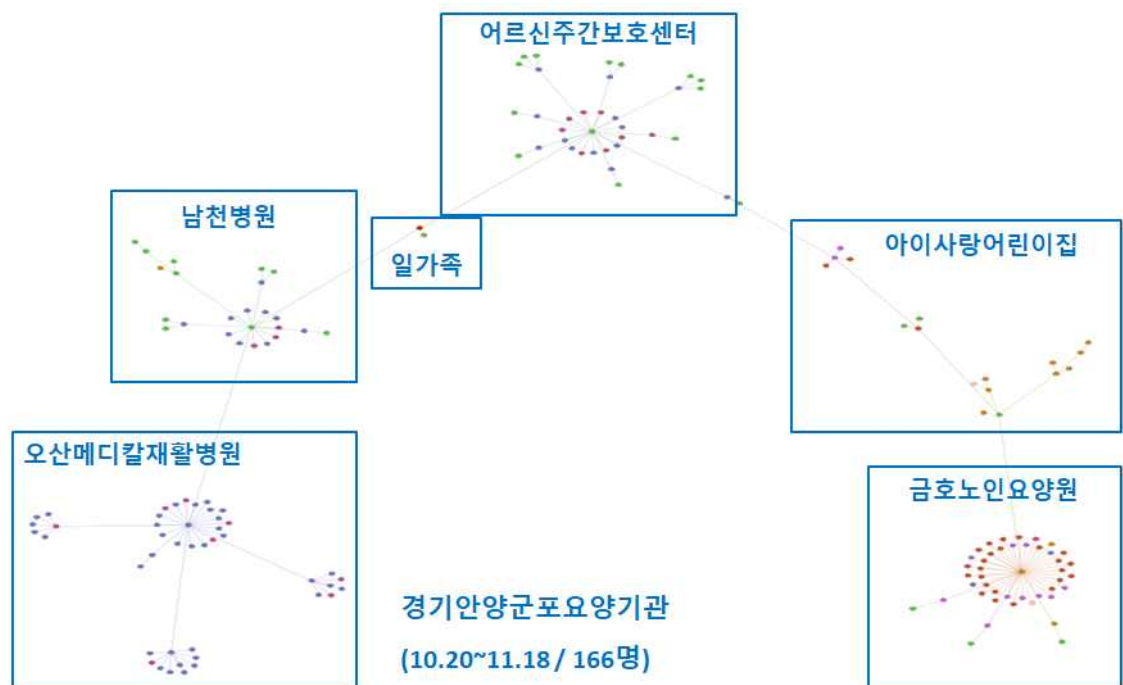 어르신주간보호센터
남천병원
일가족
아이사랑어린이집
오산메디칼재활병원
금호노인요양원
경기안양군포요양기관
(10.20~11.18 / 166명)